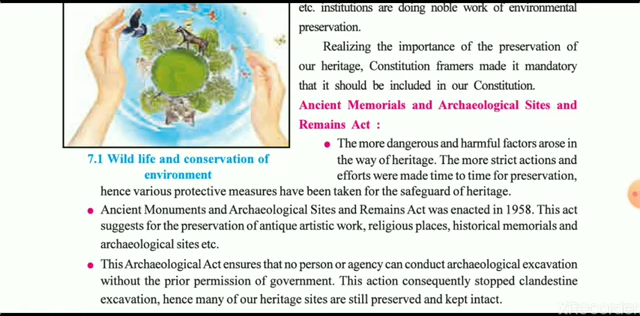 etc. institutions are doing noble work of environmental
preservation.
Realizing the importance of the preservation of
our heritage, Constitution framers made it mandatory
that it should be included in our Constitution.
Ancient Memorials and Archaeological Sites and
Remains Act :
• The more dangerous and harmful factors arose in
the way of heritage. The more strict actions and
efforts were made time to time for preservation,
7.1 Wild life and conservation of
environment
hence various protective measures have been taken for the safeguard of heritage.
• Ancient Monuments and Archaeological Sites and Remains Act was enacted in 1958. This act
suggests for the preservation of antique artistic work, religious places, historical memorials and
archaeological sites etc.
• This Archaeological Act ensures that no person or agency can conduct archaeological excavation
without the prior permission of government. This action consequently stopped clandestine
excavation, hence many of our heritage sites are still preserved and kept intact.